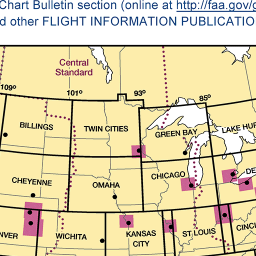 Chart Bulletin section (online at http://faa.gov/
d other FLIGHT INFORMATION PUBLICATIO
Central
Standard
109° 101° 93° 85°
BILLINGS
TWIN CITIES
GREEN BAY
LAKE HUR
CHEYENNE
OMAHA
CHICAGO
DE
NVER
WICHITA
KANSAS
CITY
ST LOUIS
CINC